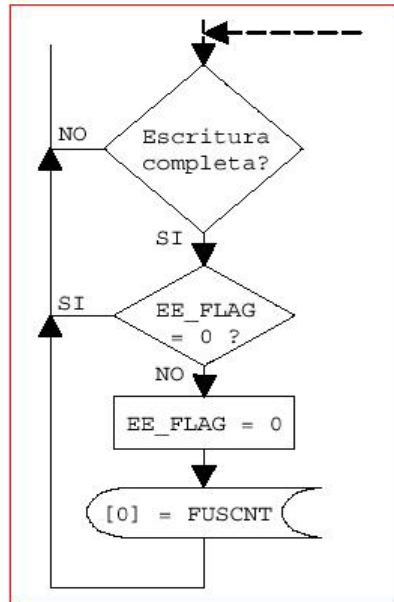 NO
Escritura
completa?
SI
SI
EE_FLAG
= 0 ?
NO
EE_FLAG = 0
[0] = FUSCNT